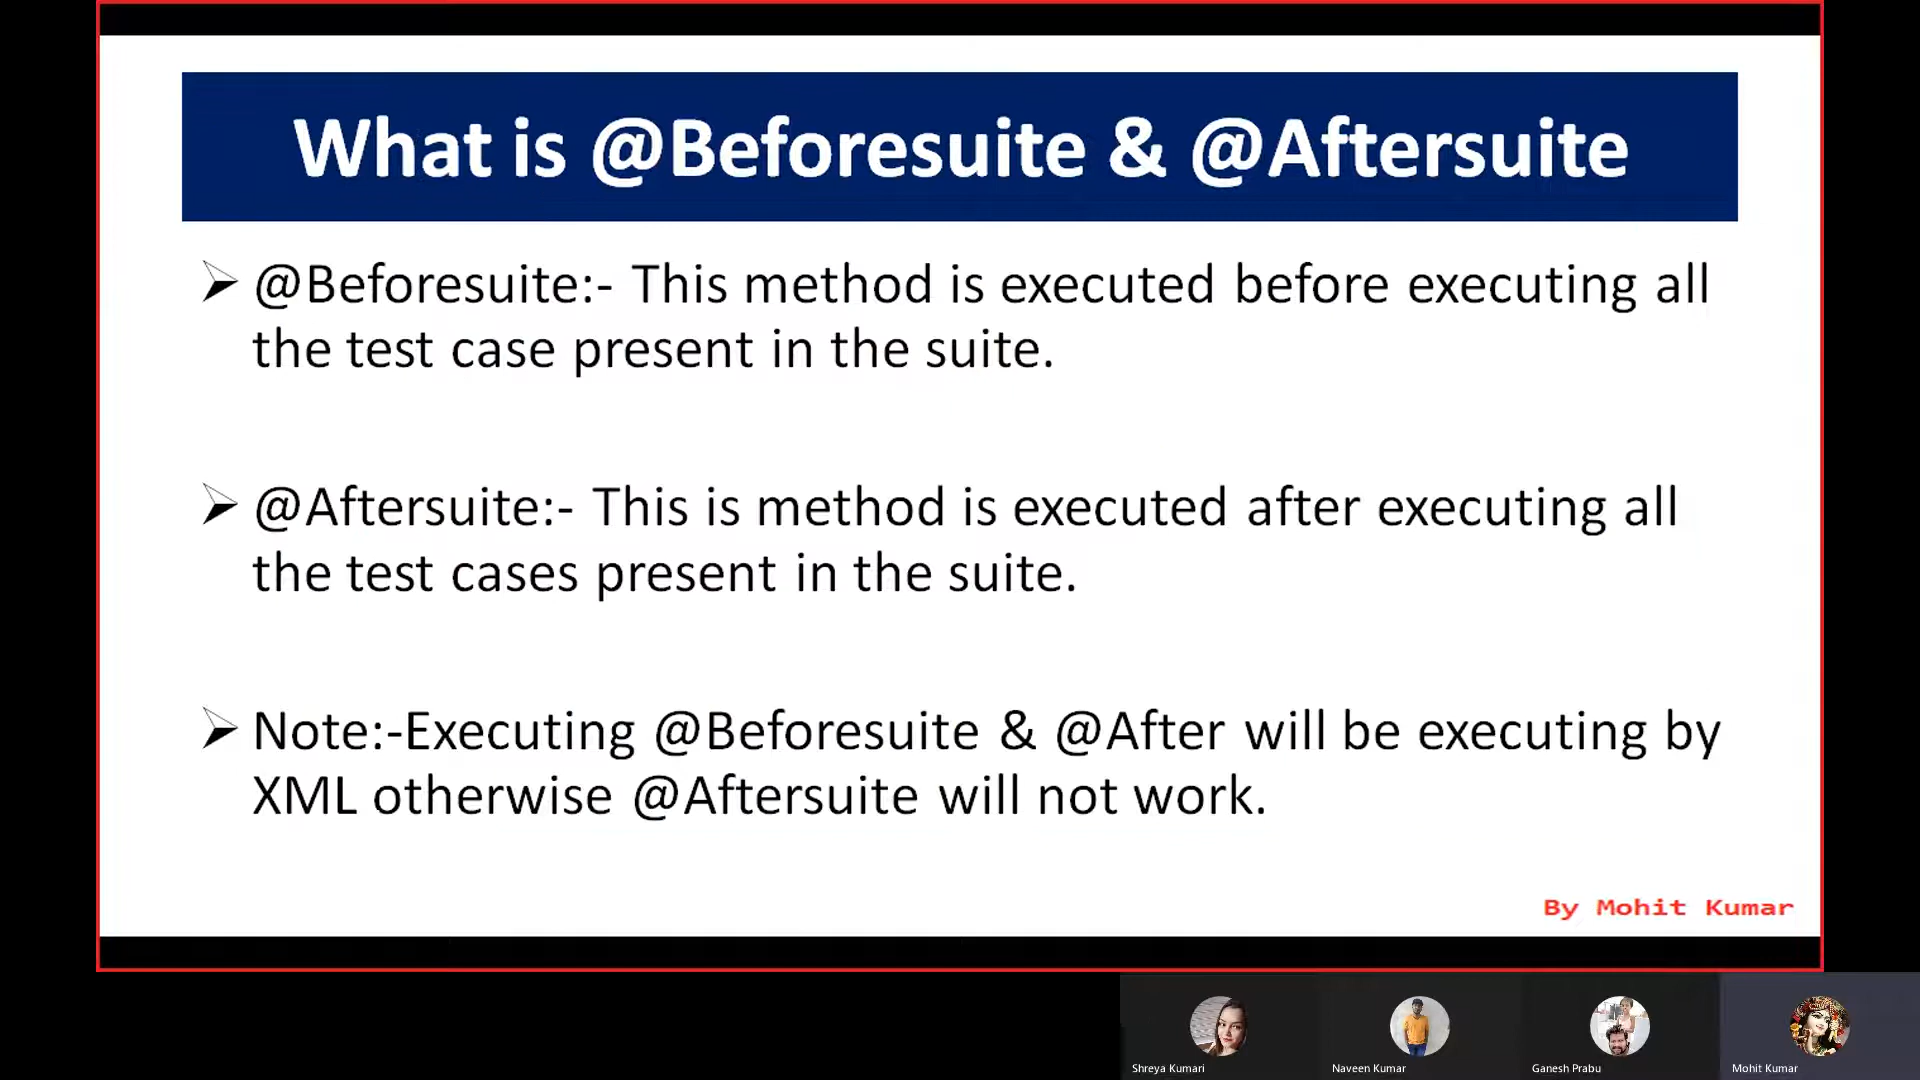 What is @Beforesuite & @Aftersuite
@Beforesuite:- This method is executed before executing all
the test case present in the suite.
@Aftersuite:- This is method is executed after executing all
the test cases present in the suite.
Note:-Executing @Beforesuite & @After will be executing by
XML otherwise @Aftersuite will not work.
By Mohit Kumar
Shreya Kumari
Naveen Kumar
Ganesh Prabu
Mohit Kumar